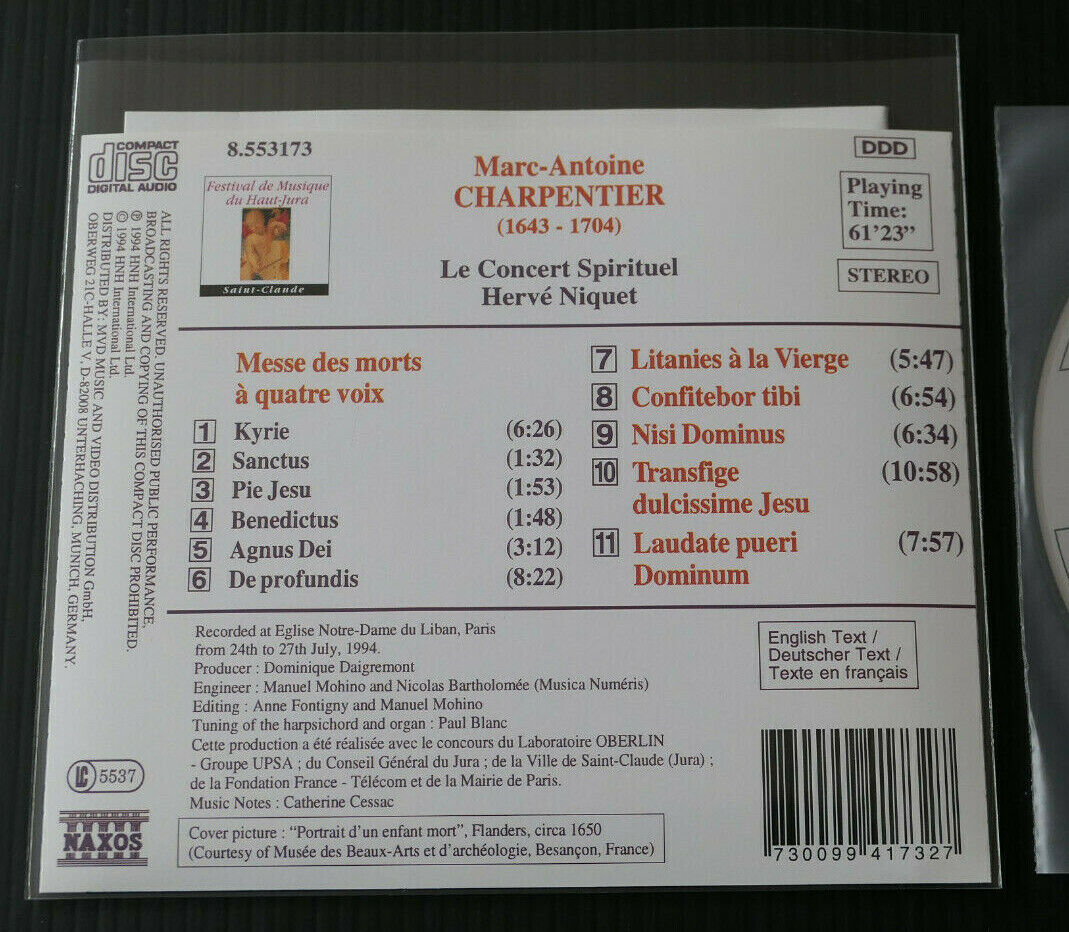 COMPACT
disc
DIGITAL AUDIO
8.553173
Festival de Musique
du Haut-Jura
Saint-Claude
Marc-Antoine
CHARPENTIER
(1643 - 1704)
Le Concert Spirituel
Hervé Niquet
DDD
Playing
Time:
61’23”
STEREO
ALL RIGHTS RESERVED. UNAUTHORISED PUBLIC PERFORMANCE,
BROADCASTING AND COPYING OF THIS COMPACT DISC PROHIBITED.
℗ 1994 HNH International Ltd.
© 1994 HNH International Ltd.
DISTRIBUTED BY: MVD MUSIC AND VIDEO DISTRIBUTION GmbH,
OBERWEG 21C-HALLE V, D-82008 UNTERHACHING, MUNICH, GERMANY.
Messe des morts
à quatre voix
1 Kyrie (6:26)
2 Sanctus (1:32)
3 Pie Jesu (1:53)
4 Benedictus (1:48)
5 Agnus Dei (3:12)
6 De profundis (8:22)
7 Litanies à la Vierge (5:47)
8 Confitebor tibi (6:54)
9 Nisi Dominus (6:34)
10 Transfige (10:58)
dulcissime Jesu
11 Laudate pueri (7:57)
Dominum
Recorded at Eglise Notre-Dame du Liban, Paris
from 24th to 27th July, 1994.
Producer : Dominique Daigremont
Engineer : Manuel Mohino and Nicolas Bartholomée (Musica Numéris)
Editing : Anne Fontigny and Manuel Mohino
Tuning of the harpsichord and organ : Paul Blanc
Cette production a été réalisée avec le concours du Laboratoire OBERLIN
- Groupe UPSA ; du Conseil Général du Jura ; de la Ville de Saint-Claude (Jura) ;
de la Fondation France - Télécom et de la Mairie de Paris.
Music Notes : Catherine Cessac
English Text /
Deutscher Text /
Texte en français
LC 5537
NAXOS
Cover picture : “Portrait d’un enfant mort”, Flanders, circa 1650
(Courtesy of Musée des Beaux-Arts et d’archéologie, Besançon, France)
730099 417327